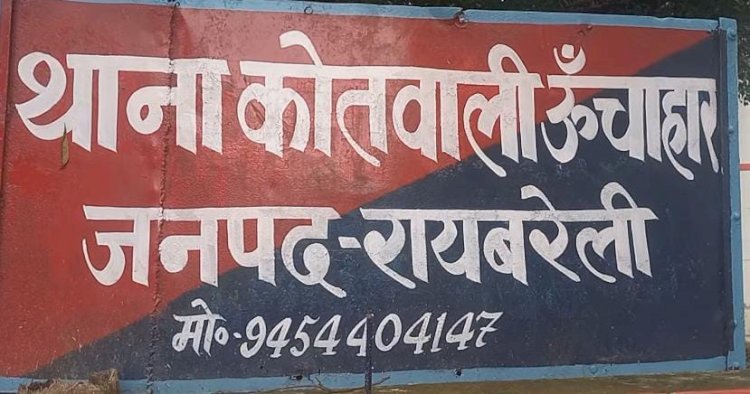 थाना कोतवाली ऊँचाहार
जनपद-रायबरेली
मो०-9454404147